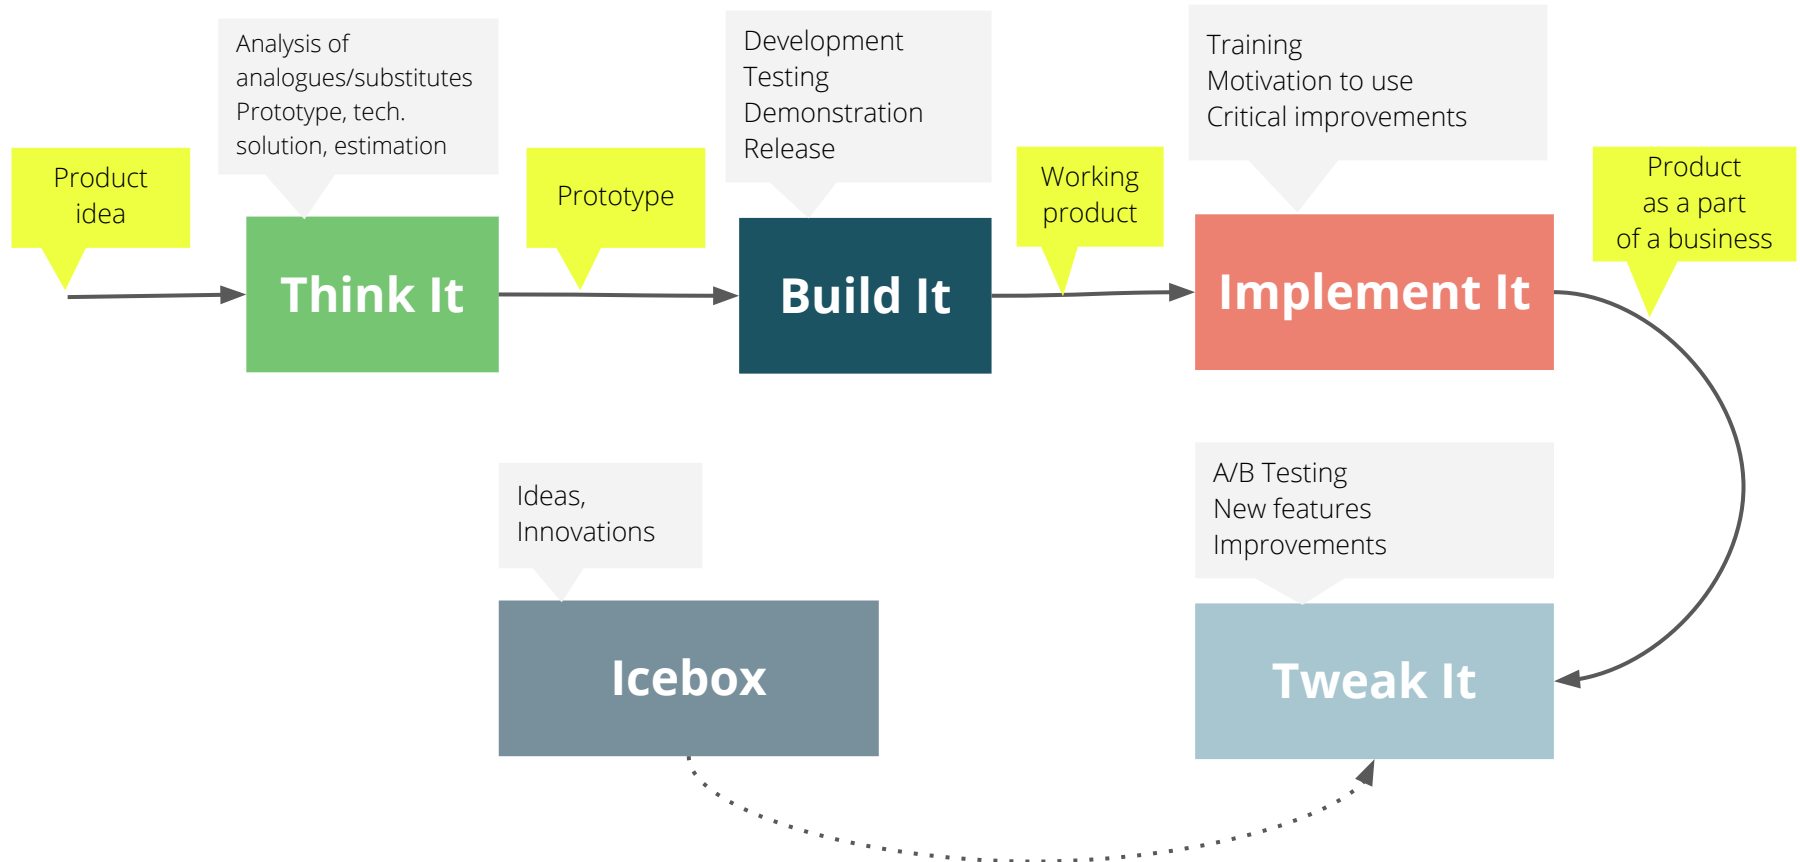 Analysis of
analogues/substitutes
Prototype, tech.
solution, estimation
Development
Testing
Demonstration
Release
Training
Motivation to use
Critical improvements
Product
idea
Prototype
Working
product
Product
as a part
of a business
Think It
Build It
Implement It
Ideas,
Innovations
A/B Testing
New features
Improvements
Icebox
Tweak It